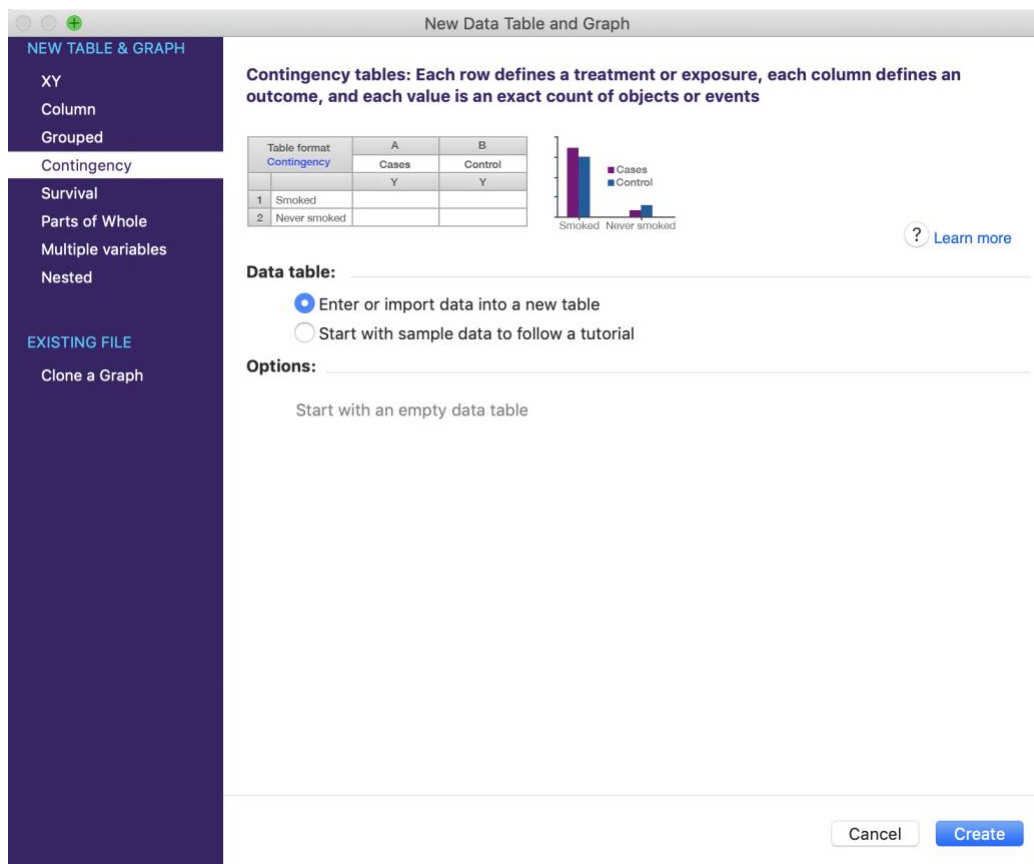 New Data Table and Graph
NEW TABLE & GRAPH
XY
Column
Grouped
Contingency
Survival
Parts of Whole
Multiple variables
Nested
EXISTING FILE
Clone a Graph
Contingency tables: Each row defines a treatment or exposure, each column defines an
outcome, and each value is an exact count of objects or events
Table format A B
Contingency Cases Control
Y Y
1 Smoked
2 Never smoked
Cases
Control
Smoked Never smoked
? Learn more
Data table:
Enter or import data into a new table
Start with sample data to follow a tutorial
Options:
Start with an empty data table
Cancel Create